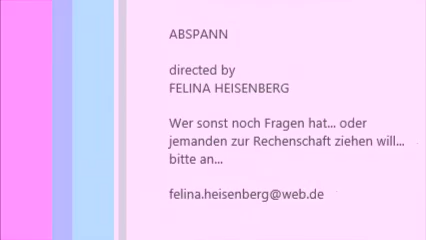 ABSPANN
directed by
FELINA HEISENBERG
Wer sonst noch Fragen hat... oder
jemanden zur Rechenschaft ziehen will...
bitte an...
felina.heisenberg@web.de